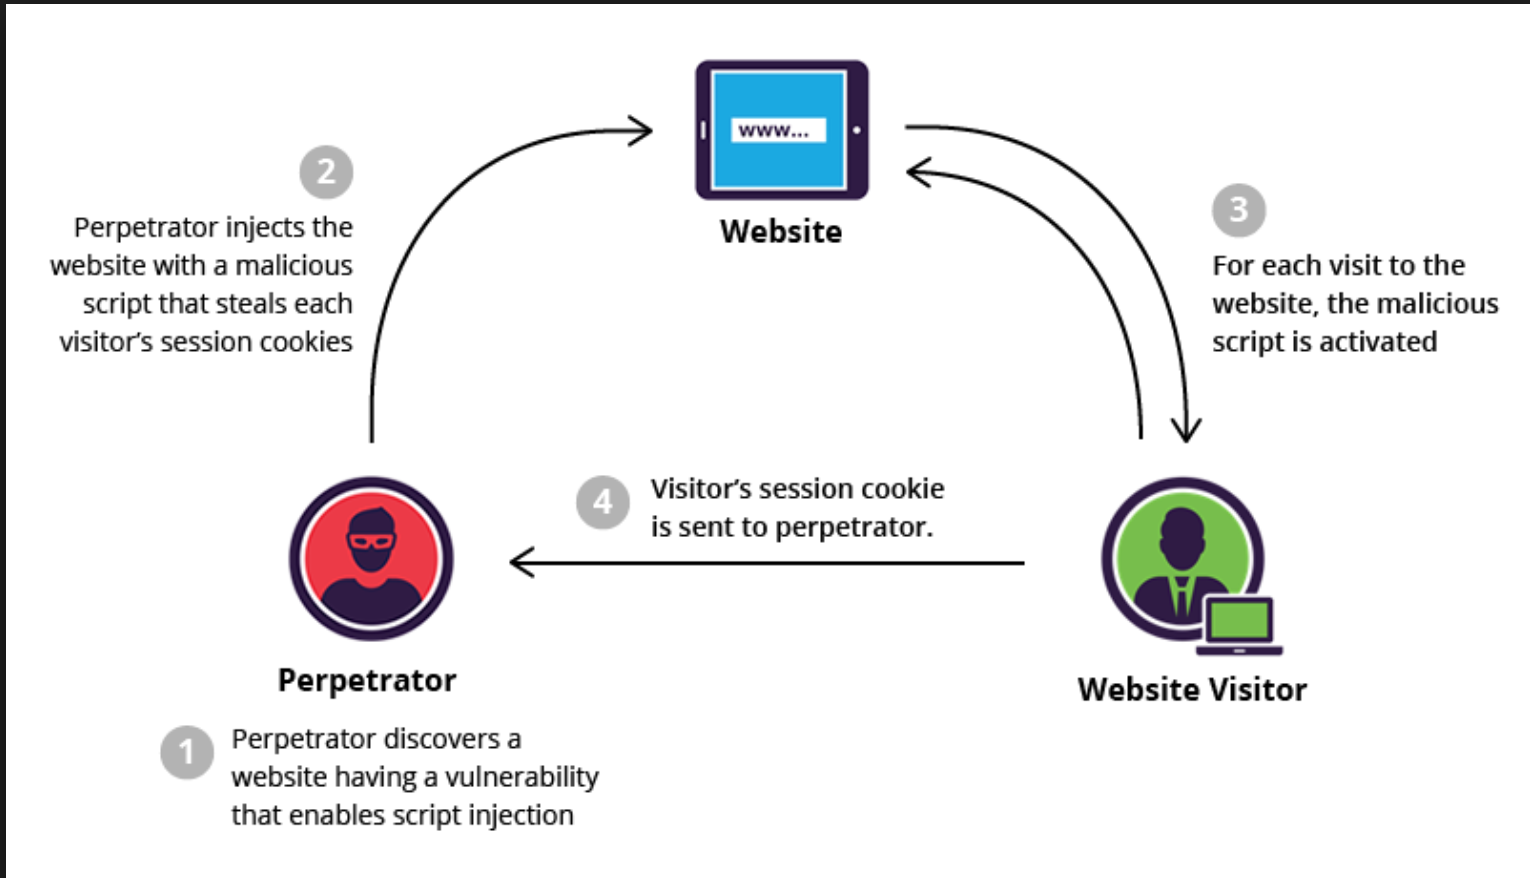 www...
Website
2
Perpetrator injects the
website with a malicious
script that steals each
visitor's session cookies
3
For each visit to the
website, the malicious
script is activated
4
Visitor's session cookie
is sent to perpetrator.
Perpetrator
Website Visitor
1
Perpetrator discovers a
website having a vulnerability
that enables script injection